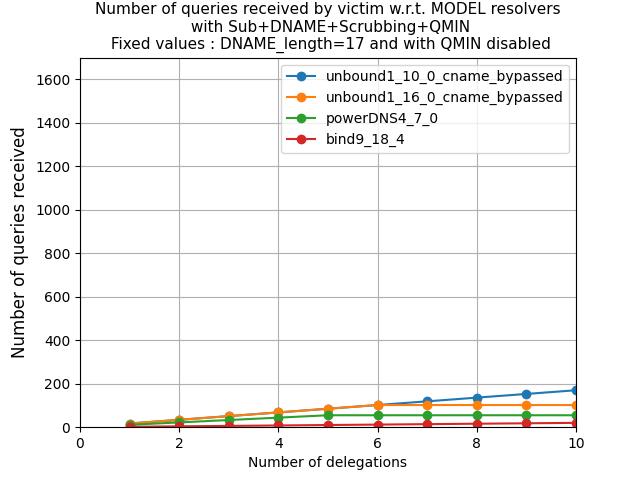 Number of queries received by victim w.r.t. MODEL resolvers
with Sub+DNAME+Scrubbing+QMIN
Fixed values : DNAME_length=17 and with QMIN disabled
unbound1_10_0_cname_bypassed
unbound1_16_0_cname_bypassed
powerDNS4_7_0
bind9_18_4
Number of queries received
1600
1400
1200
1000
800
600
400
200
0
0 2 4 6 8 10
Number of delegations